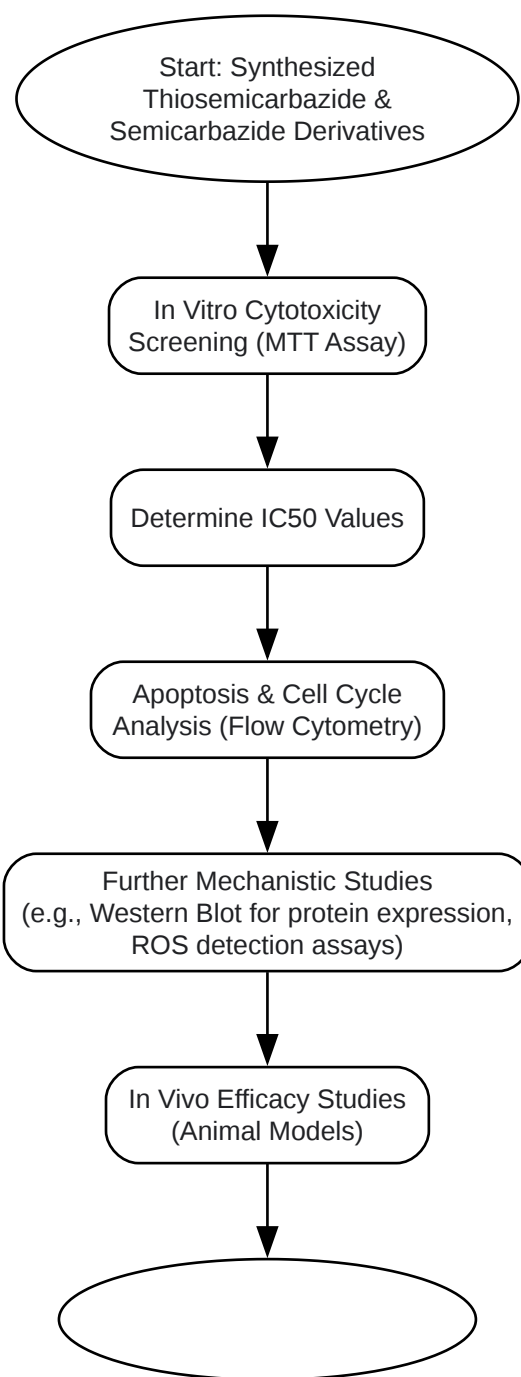 Start: Synthesized
Thiosemicarbazide &
Semicarbazide Derivatives
In Vitro Cytotoxicity
Screening (MTT Assay)
Determine IC50 Values
Apoptosis & Cell Cycle
Analysis (Flow Cytometry)
Further Mechanistic Studies
(e.g., Western Blot for protein expression,
ROS detection assays)
In Vivo Efficacy Studies
(Animal Models)